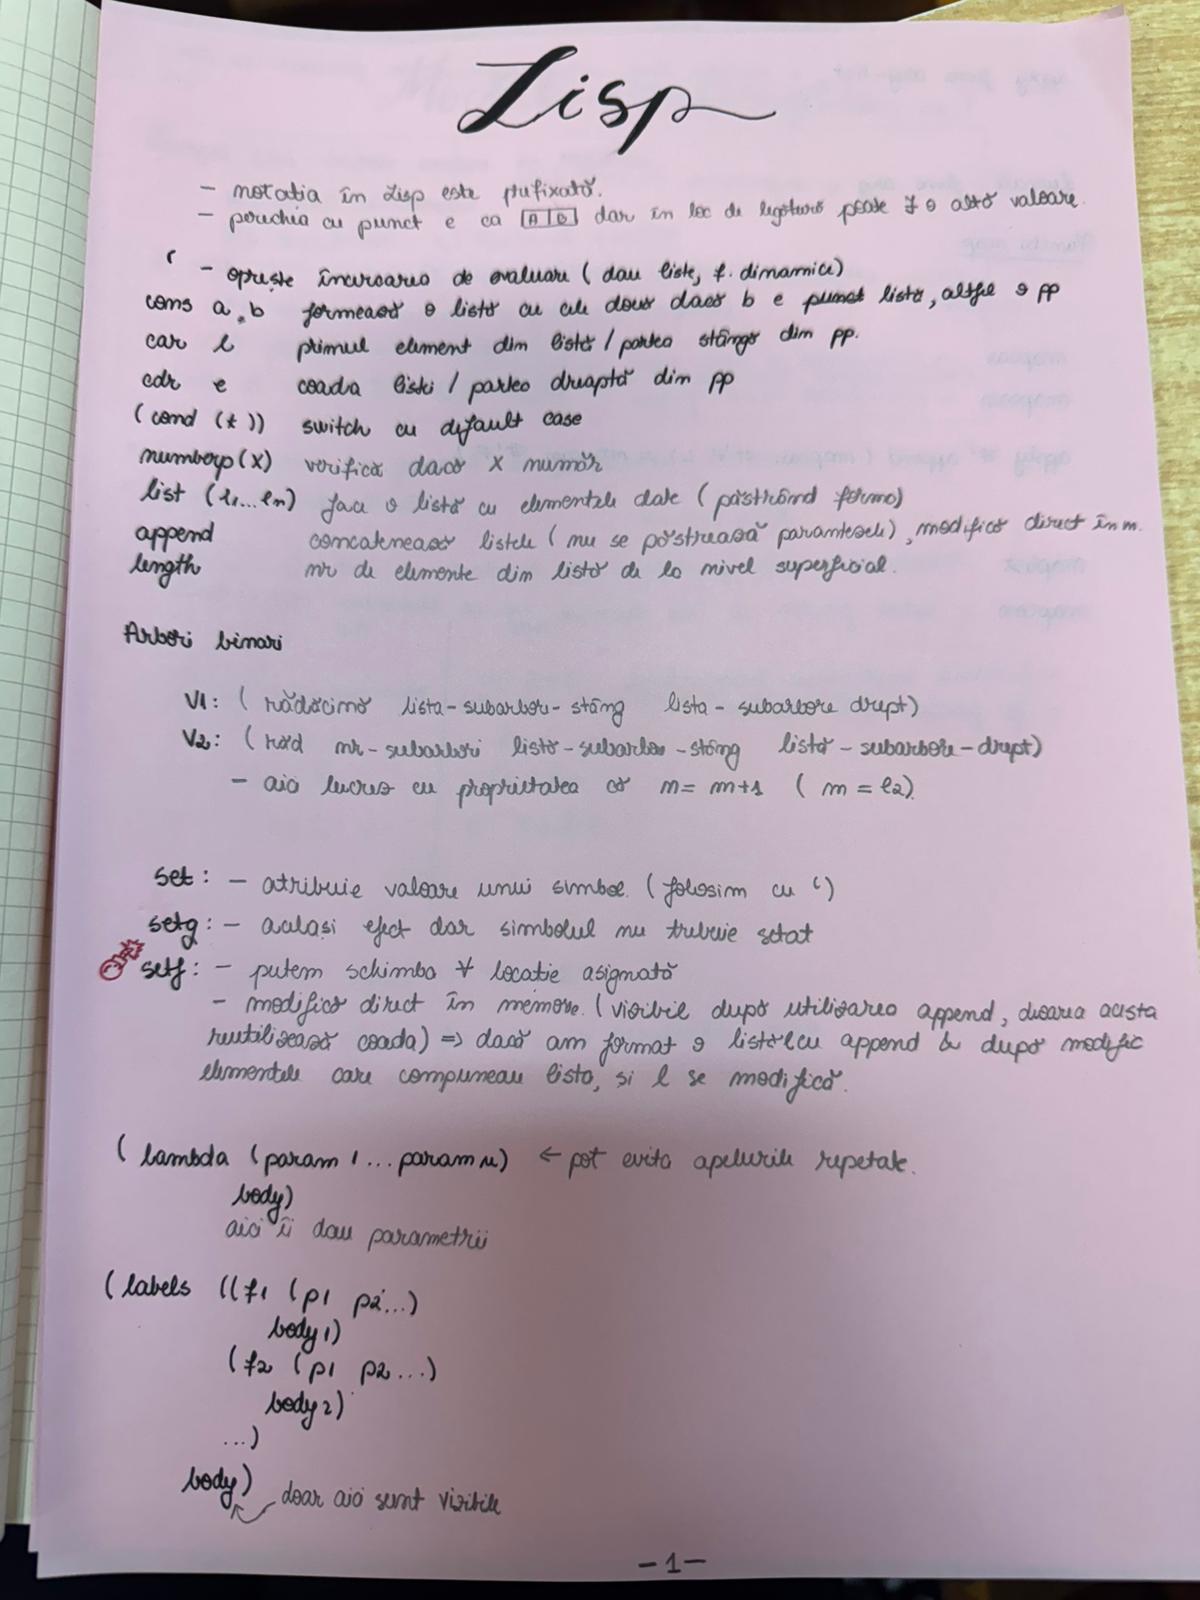 Lisp
- notația în Lisp este prefixată.
- perechia cu punct e ca [A|B] dar în loc de legătură poate fi o altă valoare.
' - oprește încercarea de evaluare (dau liste, f. dinamice)
cons a, b formează o listă cu cele două dacă b e punct listă, altfel o pp
car l primul element din listă / partea stângă din pp.
cdr l coada listei / partea dreaptă din pp
(cond (t)) switch cu default case
numberp(X) verifică dacă X număr
list (l1...ln) face o listă cu elementele date (păstrând forma)
append concatenează listele (nu se păstrează parantezele), modifică direct în m.
length nr de elemente din listă de la nivel superficial.
Arbori binari
V1: (rădăcină lista-subarbore-stâng lista-subarbore drept)
V2: (răd nr-subarbori listă-subarbore-stâng listă-subarbore-drept)
- aici lucrez cu proprietatea că n = m+1 (m = l2).
set: - atribuie valoare unui simbol (folosim cu ')
setq: - același efect dar simbolul nu trebuie setat
setf: - putem schimba ∀ locație asignată
- modifică direct în memorie. (vizibil după utilizarea append, deoarece acesta
reutilizează coada) => dacă am format o listă l cu append & după modific
elementele care compuneau lista, si l se modifică.
(lambda (param 1 ... param n) ← pot evita apelurile repetate.
body)
aici îi dau parametrii
(labels ((f1 (p1 p2...)
body1)
(f2 (p1 p2...)
body2)
...)
body) doar aici sunt vizibile
-1-